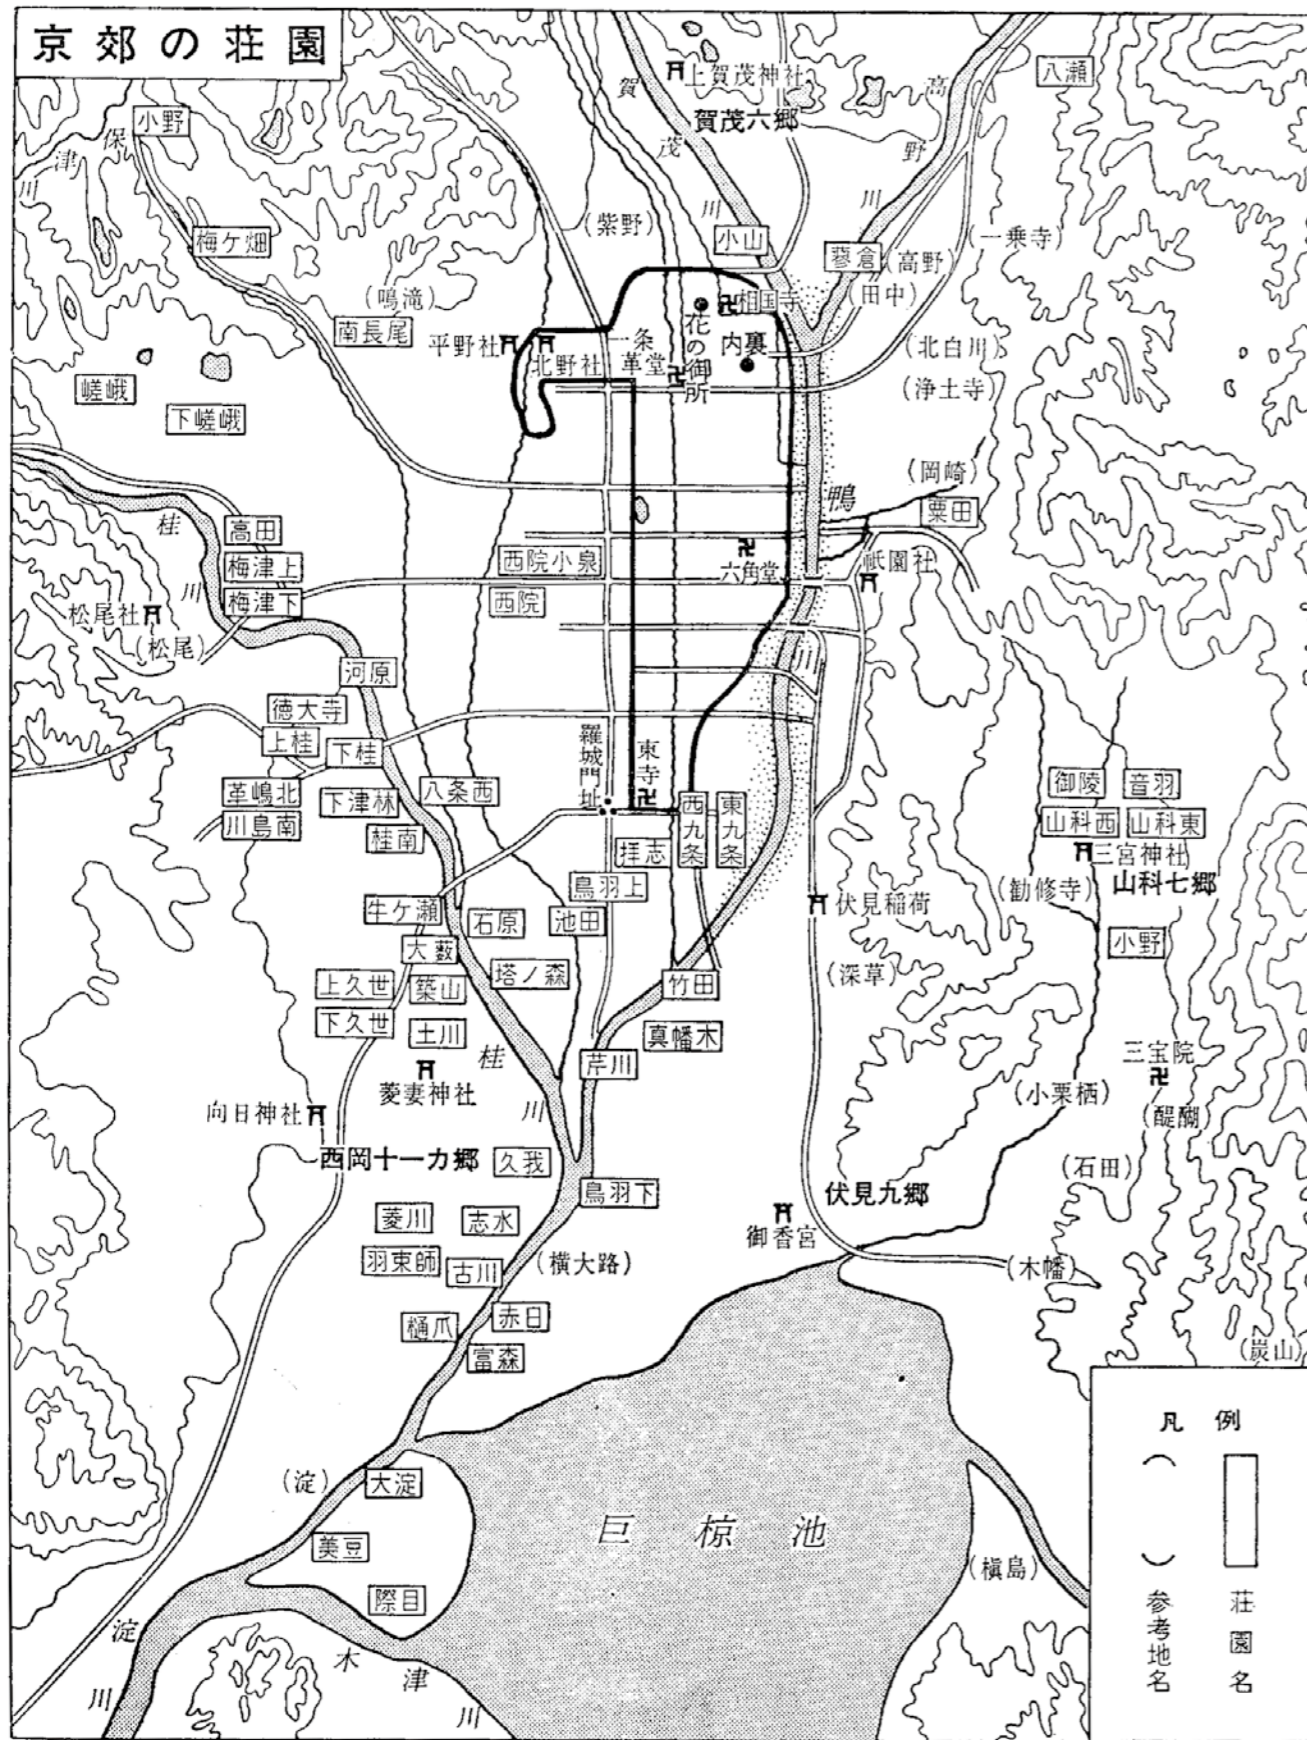 京郊の荘園
小野
保津川
梅ケ畑
(鳴滝)
南長尾
嵯峨
下嵯峨
賀茂川
上賀茂神社
賀茂六郷
高野川
八瀬
(紫野)
小山
蓼倉
(高野)
(一乗寺)
(田中)
相国寺
花の御所
内裏
平野社
北野社
一条
革堂
(北白川)
(浄土寺)
(岡崎)
粟田
鴨川
祇園社
六角堂
桂川
高田
梅津上
梅津下
松尾社
(松尾)
西院小泉
西院
河原
徳大寺
上桂
下桂
革嶋北
川島南
下津林
桂南
八条西
羅城門址
東寺
西九条
東九条
拝志
鳥羽上
御陵
音羽
山科西
山科東
三宮神社
山科七郷
(勧修寺)
小野
伏見稲荷
(深草)
牛ケ瀬
石原
池田
大藪
塔ノ森
上久世
築山
下久世
土川
竹田
真幡木
芹川
桂川
菱妻神社
向日神社
西岡十一カ郷
久我
鳥羽下
三宝院
(醍醐)
(小栗栖)
(石田)
伏見九郷
御香宮
(木幡)
(炭山)
菱川
志水
羽束師
古川
(横大路)
樋爪
赤日
富森
(淀)
大淀
美豆
際目
巨椋池
(槇島)
淀川
木津川
凡例
( ) 参考地名
荘園名